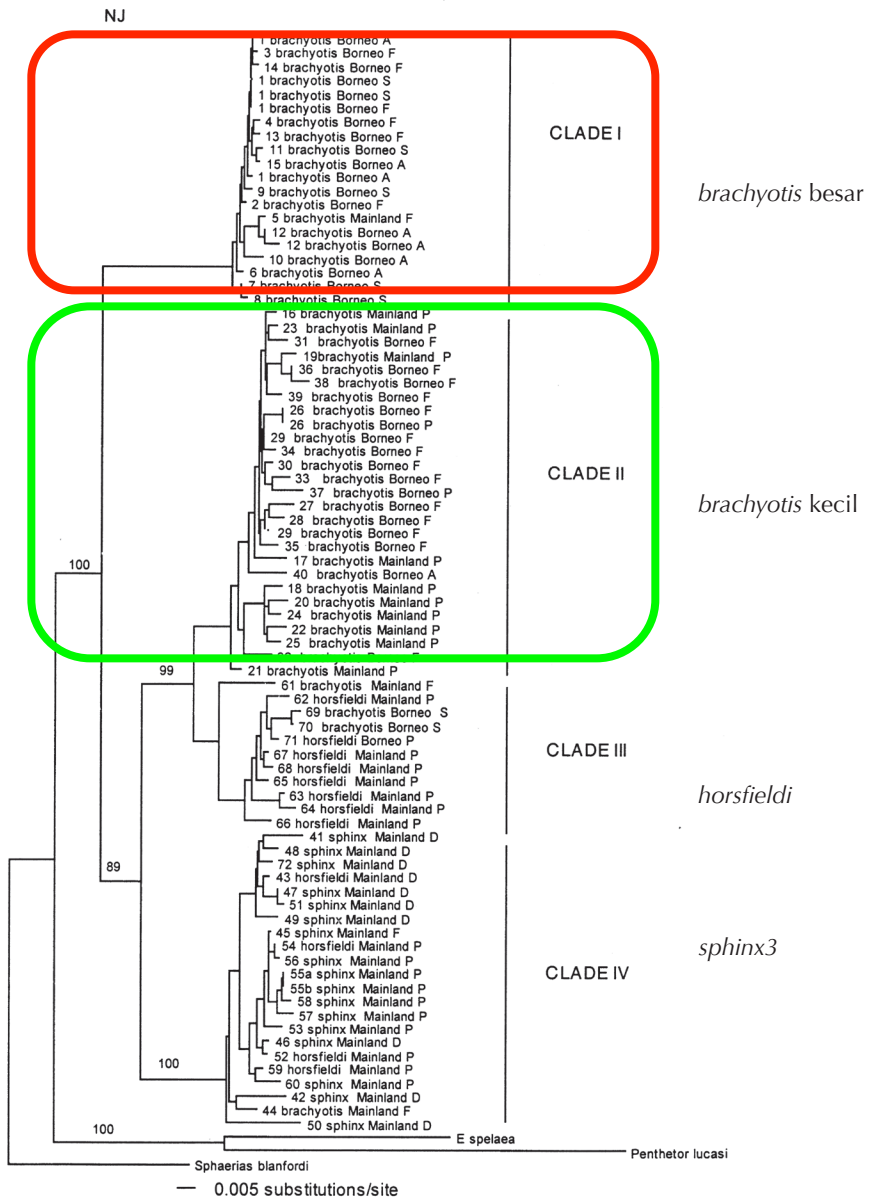 NJ
1 brachyotis Borneo A
3 brachyotis Borneo F
14 brachyotis Borneo F
1 brachyotis Borneo S
1 brachyotis Borneo S
1 brachyotis Borneo F
4 brachyotis Borneo F
CLADE I
13 brachyotis Borneo F
11 brachyotis Borneo S
15 brachyotis Borneo A
1 brachyotis Borneo A
9 brachyotis Borneo S
brachyotis besar
2 brachyotis Borneo F
5 brachyotis Mainland F
12 brachyotis Borneo A
12 brachyotis Borneo A
10 brachyotis Borneo A
6 brachyotis Borneo A
7 brachyotis Borneo S
8 brachyotis Borneo S
16 brachyotis Mainland P
23 brachyotis Mainland P
31 brachyotis Borneo F
19brachyotis Mainland P
36 brachyotis Borneo F
38 brachyotis Borneo F
39 brachyotis Borneo F
26 brachyotis Borneo F
26 brachyotis Borneo P
29 brachyotis Borneo F
34 brachyotis Borneo F
30 brachyotis Borneo F
CLADE II
33 brachyotis Borneo F
37 brachyotis Borneo P
27 brachyotis Borneo F
brachyotis kecil
28 brachyotis Borneo F
29 brachyotis Borneo F
35 brachyotis Borneo F
17 brachyotis Mainland P
100
40 brachyotis Borneo A
18 brachyotis Mainland P
20 brachyotis Mainland P
24 brachyotis Mainland P
22 brachyotis Mainland P
25 brachyotis Mainland P
brachyotis Borneo
99
21 brachyotis Mainland P
61 brachyotis Mainland F
62 horsfieldi Mainland P
69 brachyotis Borneo S
70 brachyotis Borneo S
71 horsfieldi Borneo P
CLADE III
67 horsfieldi Mainland P
68 horsfieldi Mainland P
65 horsfieldi Mainland P
63 horsfieldi Mainland P
horsfieldi
64 horsfieldi Mainland P
66 horsfieldi Mainland P
41 sphinx Mainland D
48 sphinx Mainland D
89
72 sphinx Mainland D
43 horsfieldi Mainland D
47 sphinx Mainland D
51 sphinx Mainland D
49 sphinx Mainland D
45 sphinx Mainland F
54 horsfieldi Mainland P
sphinx3
56 sphinx Mainland P
55a sphinx Mainland P
CLADE IV
55b sphinx Mainland P
58 sphinx Mainland P
57 sphinx Mainland P
53 sphinx Mainland P
46 sphinx Mainland D
52 horsfieldi Mainland P
100
59 horsfieldi Mainland P
60 sphinx Mainland P
42 sphinx Mainland D
44 brachyotis Mainland F
50 sphinx Mainland D
100
E spelaea
Penthetor lucasi
Sphaerias blanfordi
0.005 substitutions/site